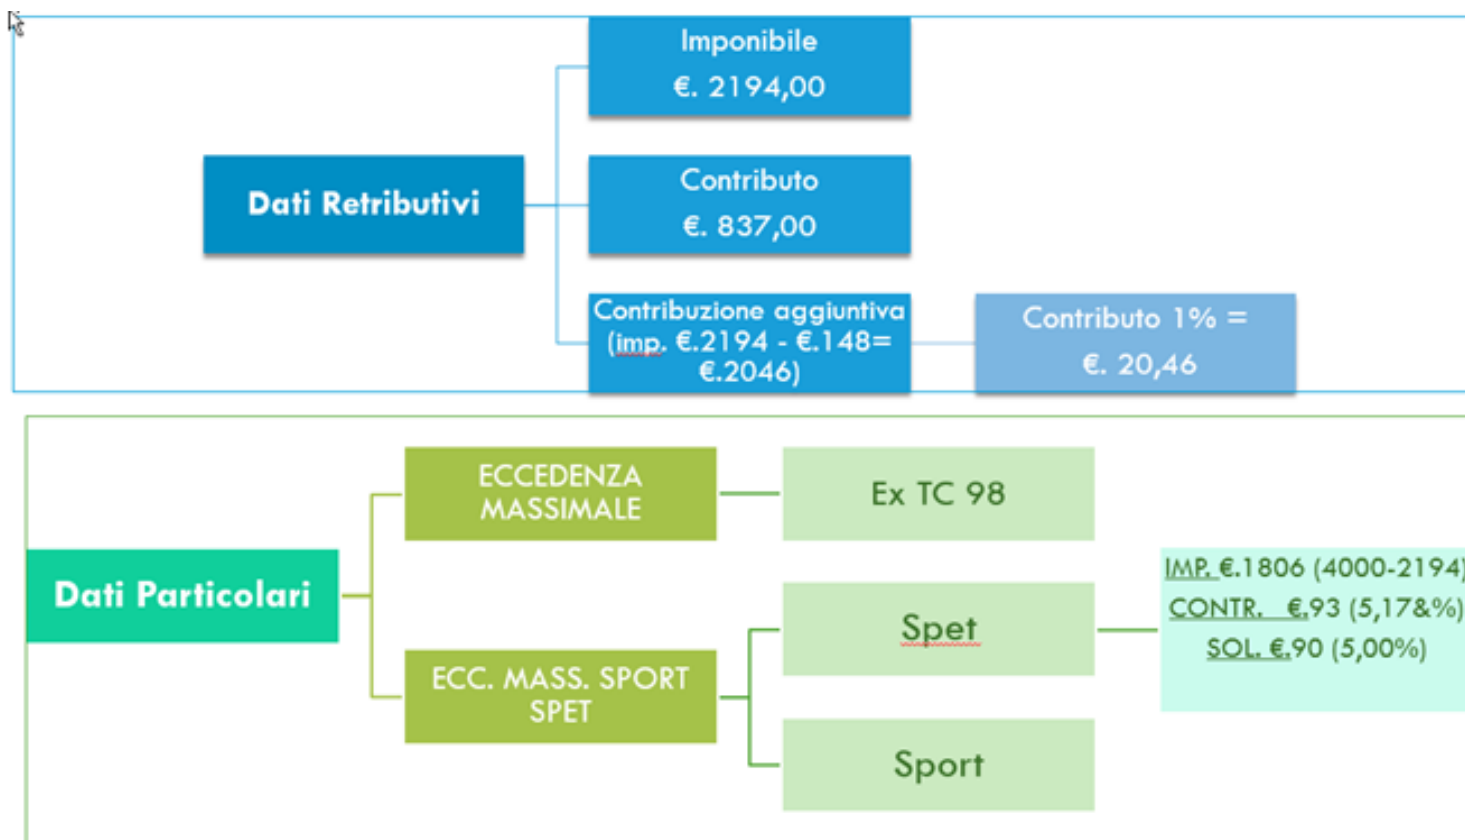 Imponibile
€. 2194,00
Dati Retributivi
Contributo
€. 837,00
Contribuzione aggiuntiva
(imp. €.2194 - €.148=
€.2046)
Contributo 1% =
€. 20,46
ECCEDENZA
MASSIMALE
Ex TC 98
Dati Particolari
ECC. MASS. SPORT
SPET
Spet
IMP. €.1806 (4000-2194)
CONTR. €.93 (5,17&%)
SOL. €.90 (5,00%)
Sport